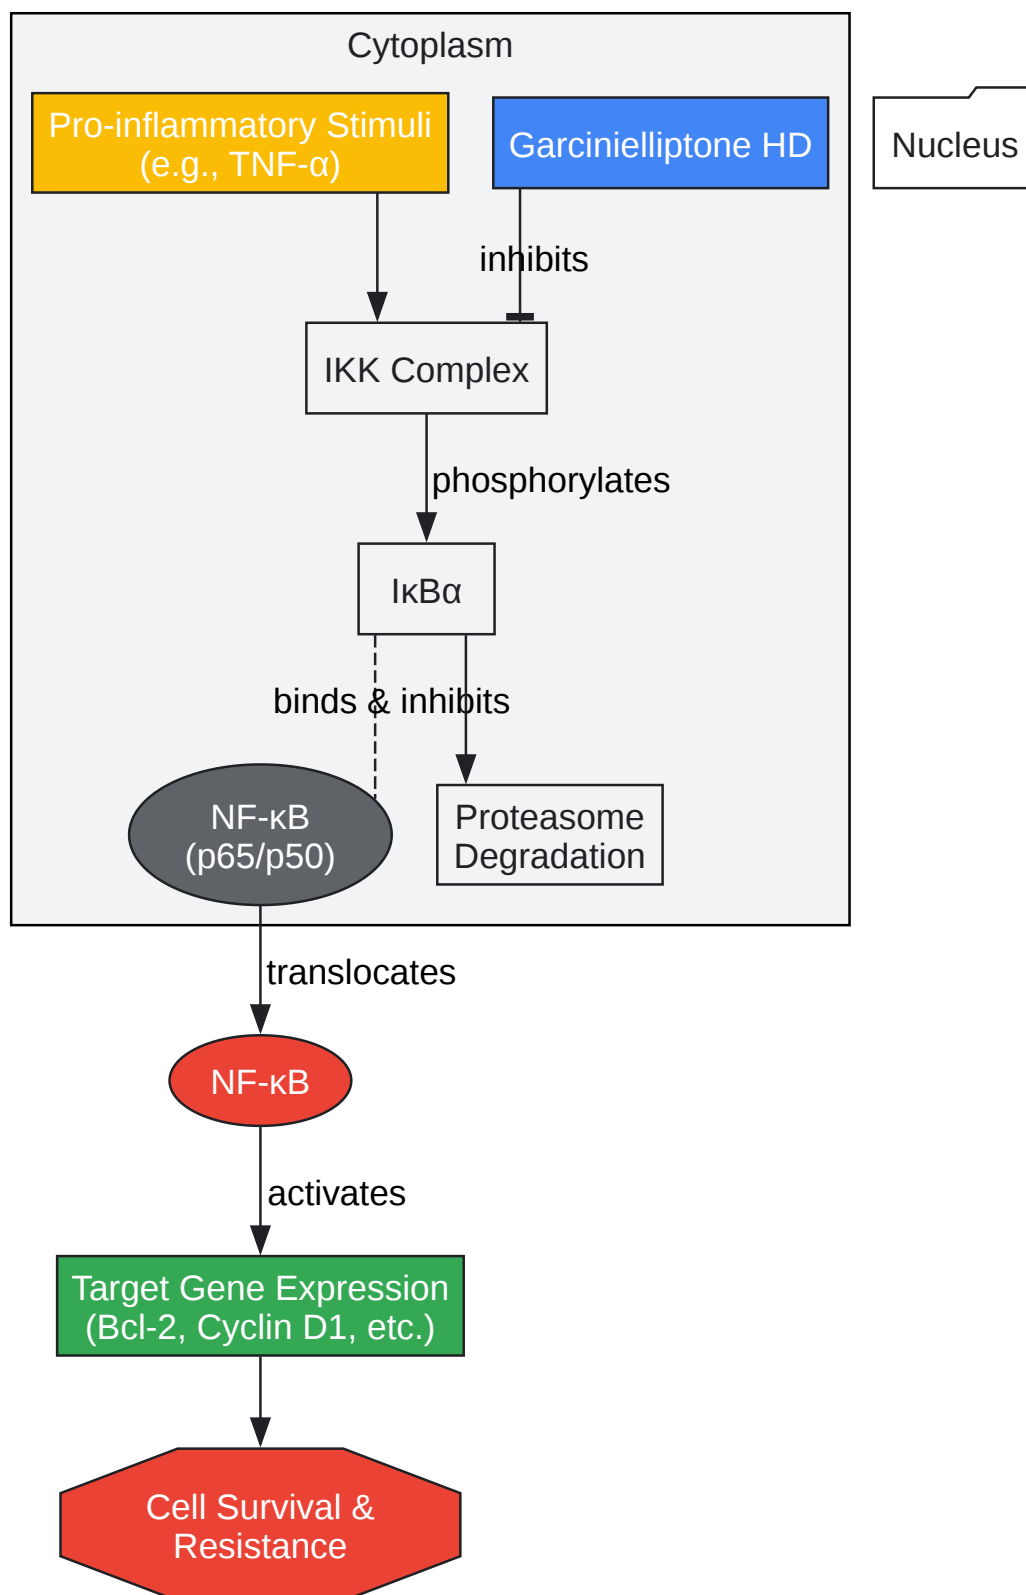 Cytoplasm
Pro-inflammatory Stimuli
(e.g., TNF-α)
Garcinielliptone HD
Nucleus
inhibits
IKK Complex
phosphorylates
IκBα
binds & inhibits
NF-κB
(p65/p50)
Proteasome
Degradation
translocates
NF-κB
activates
Target Gene Expression
(Bcl-2, Cyclin D1, etc.)
Cell Survival &
Resistance